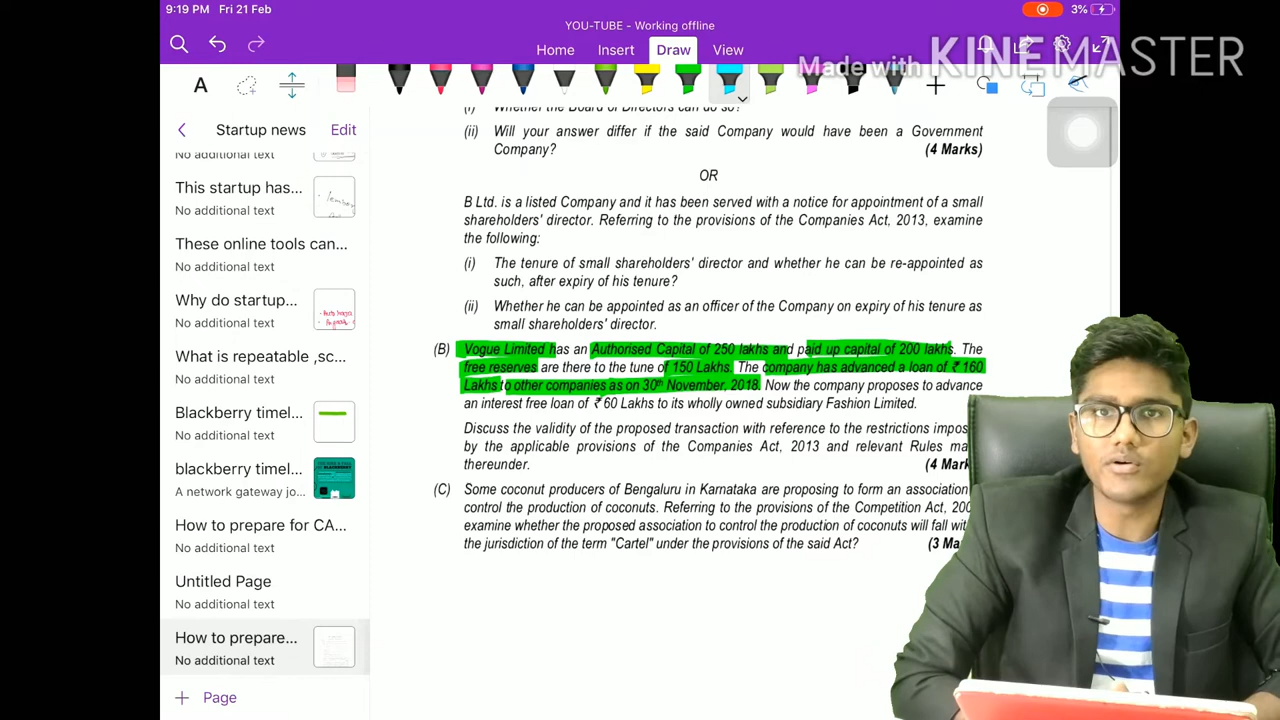 9:19 PM Fri 21 Feb
3%
YOU-TUBE - Working offline
Home Insert Draw View
Made with KINEMASTER
A
Startup news Edit
No additional text
This startup has...
No additional text
These online tools can...
No additional text
Why do startup...
No additional text
What is repeatable ,sc...
No additional text
Blackberry timel...
No additional text
blackberry timel...
A network gateway jo...
How to prepare for CA...
No additional text
Untitled Page
No additional text
How to prepare...
No additional text
Page
(i) Whether the Board of Directors can do so?
(ii) Will your answer differ if the said Company would have been a Government
Company? (4 Marks)
OR
B Ltd. is a listed Company and it has been served with a notice for appointment of a small
shareholders' director. Referring to the provisions of the Companies Act, 2013, examine
the following:
(i) The tenure of small shareholders' director and whether he can be re-appointed as
such, after expiry of his tenure?
(ii) Whether he can be appointed as an officer of the Company on expiry of his tenure as
small shareholders' director.
(B) Vogue Limited has an Authorised Capital of 250 lakhs and paid up capital of 200 lakhs. The
free reserves are there to the tune of 150 Lakhs. The company has advanced a loan of ₹ 160
Lakhs to other companies as on 30th November, 2018. Now the company proposes to advance
an interest free loan of ₹ 60 Lakhs to its wholly owned subsidiary Fashion Limited.
Discuss the validity of the proposed transaction with reference to the restrictions impos
by the applicable provisions of the Companies Act, 2013 and relevant Rules ma
thereunder. (4 Mark
(C) Some coconut producers of Bengaluru in Karnataka are proposing to form an association
control the production of coconuts. Referring to the provisions of the Competition Act, 200
examine whether the proposed association to control the production of coconuts will fall with
the jurisdiction of the term "Cartel" under the provisions of the said Act? (3 Ma